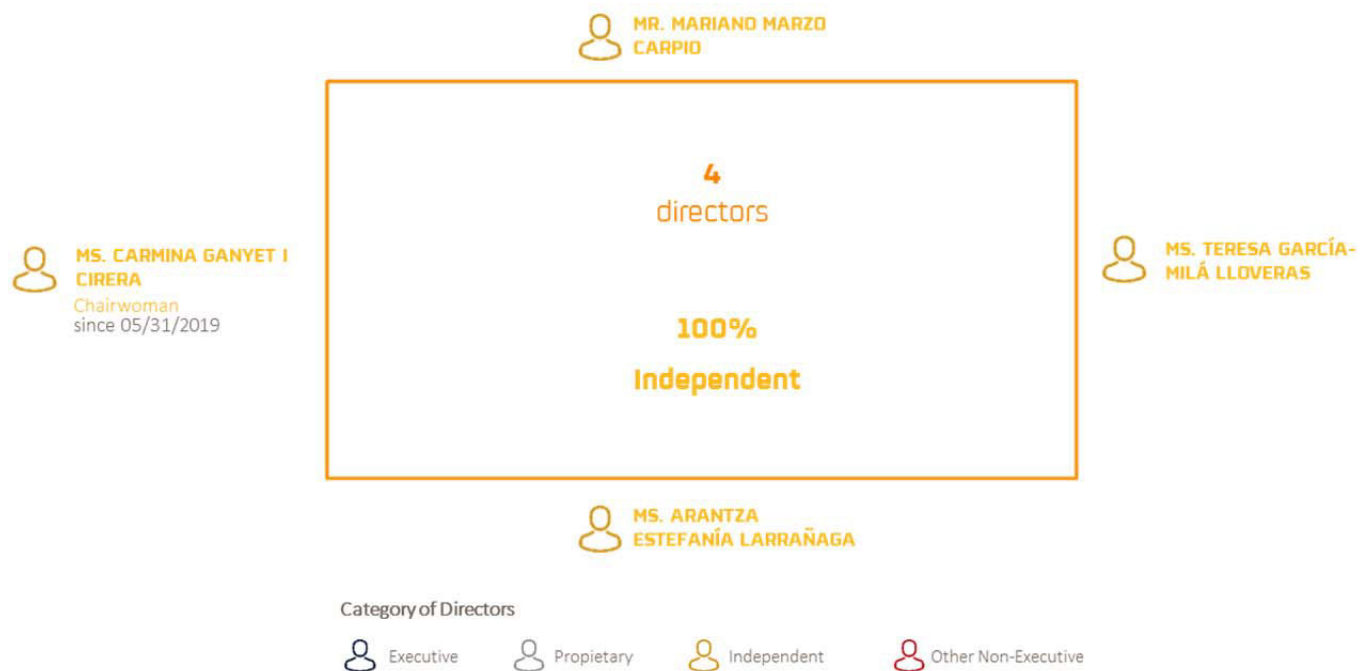 MR. MARIANO MARZO
CARPIO
4
directors
MS. CARMINA GANYET I
CIRERA
Chairwoman
since 05/31/2019
MS. TERESA GARCÍA-
MILÁ LLOVERAS
100%
Independent
MS. ARANTZA
ESTEFANÍA LARRAÑAGA
Category of Directors
Executive
Propietary
Independent
Other Non-Executive